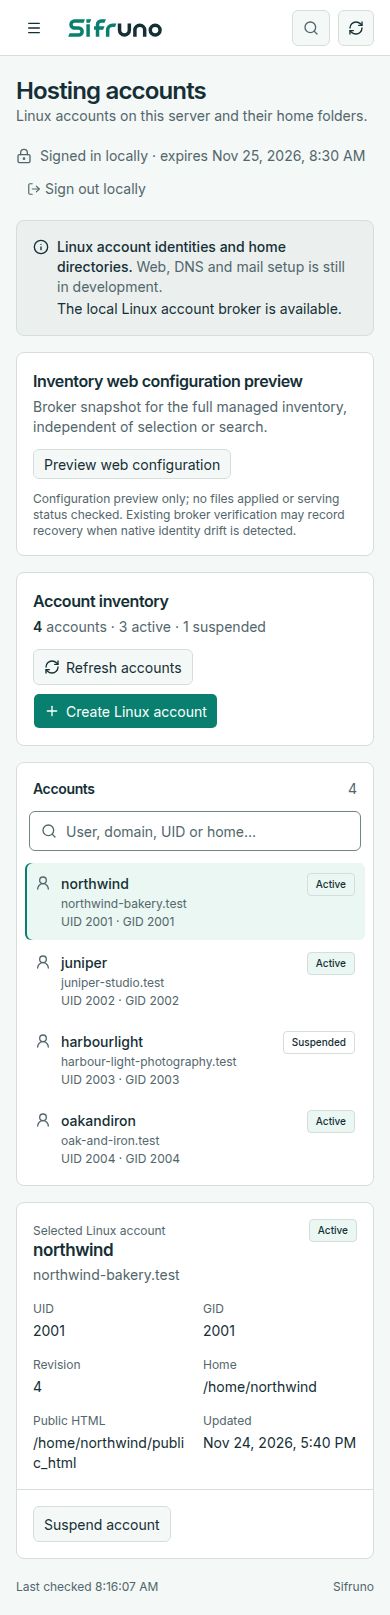 Sifruno
Hosting accounts
Linux accounts on this server and their home folders.
Signed in locally · expires Nov 25, 2026, 8:30 AM
Sign out locally
Linux account identities and home
directories. Web, DNS and mail setup is still
in development.
The local Linux account broker is available.
Inventory web configuration preview
Broker snapshot for the full managed inventory,
independent of selection or search.
Preview web configuration
Configuration preview only; no files applied or serving
status checked. Existing broker verification may record
recovery when native identity drift is detected.
Account inventory
4 accounts · 3 active · 1 suspended
Refresh accounts
Create Linux account
Accounts 4
User, domain, UID or home...
northwind Active
northwind-bakery.test
UID 2001 · GID 2001
juniper Active
juniper-studio.test
UID 2002 · GID 2002
harbourlight Suspended
harbour-light-photography.test
UID 2003 · GID 2003
oakandiron Active
oak-and-iron.test
UID 2004 · GID 2004
Selected Linux account Active
northwind
northwind-bakery.test
UID GID
2001 2001
Revision Home
4 /home/northwind
Public HTML Updated
/home/northwind/publi Nov 24, 2026, 5:40 PM
c_html
Suspend account
Last checked 8:16:07 AM Sifruno